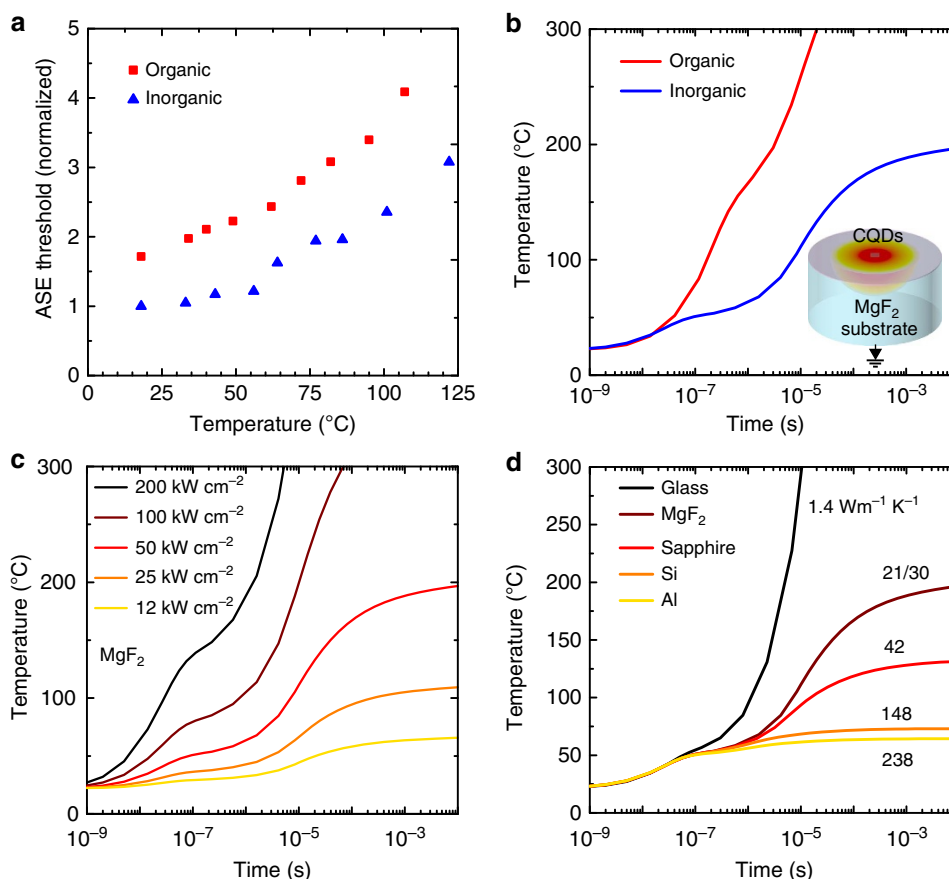 a
ASE threshold (normalized)
5
4
3
2
1
0
Organic
Inorganic
0 25 50 75 100 125
Temperature (°C)
b
Temperature (°C)
300
200
100
0
Organic
Inorganic
CQDs
MgF₂
substrate
10⁻⁹ 10⁻⁷ 10⁻⁵ 10⁻³
Time (s)
c
Temperature (°C)
300
200
100
0
200 kW cm⁻²
100 kW cm⁻²
50 kW cm⁻²
25 kW cm⁻²
12 kW cm⁻²
MgF₂
10⁻⁹ 10⁻⁷ 10⁻⁵ 10⁻³
Time (s)
d
Temperature (°C)
300
250
200
150
100
50
0
Glass
MgF₂
Sapphire
Si
Al
1.4 Wm⁻¹ K⁻¹
21/30
42
148
238
10⁻⁹ 10⁻⁷ 10⁻⁵ 10⁻³
Time (s)